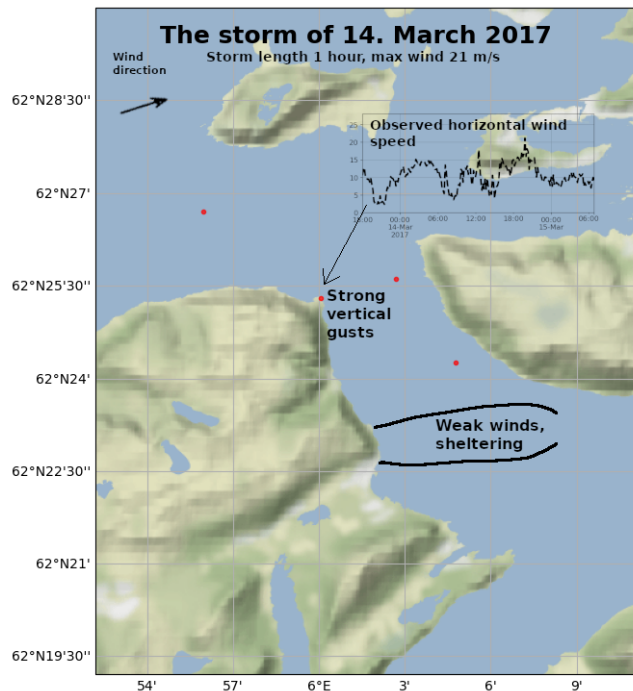 The storm of 14. March 2017
Storm length 1 hour, max wind 21 m/s
Wind
direction
62°N28'30''
Observed horizontal wind
speed
25
20
15
10
5
0
18:00
00:00
06:00
12:00
18:00
00:00
06:00
14-Mar
15-Mar
2017
62°N27'
62°N25'30''
Strong
vertical
gusts
62°N24'
Weak winds,
sheltering
62°N22'30''
62°N21'
62°N19'30''
54'
57'
6°E
3'
6'
9'